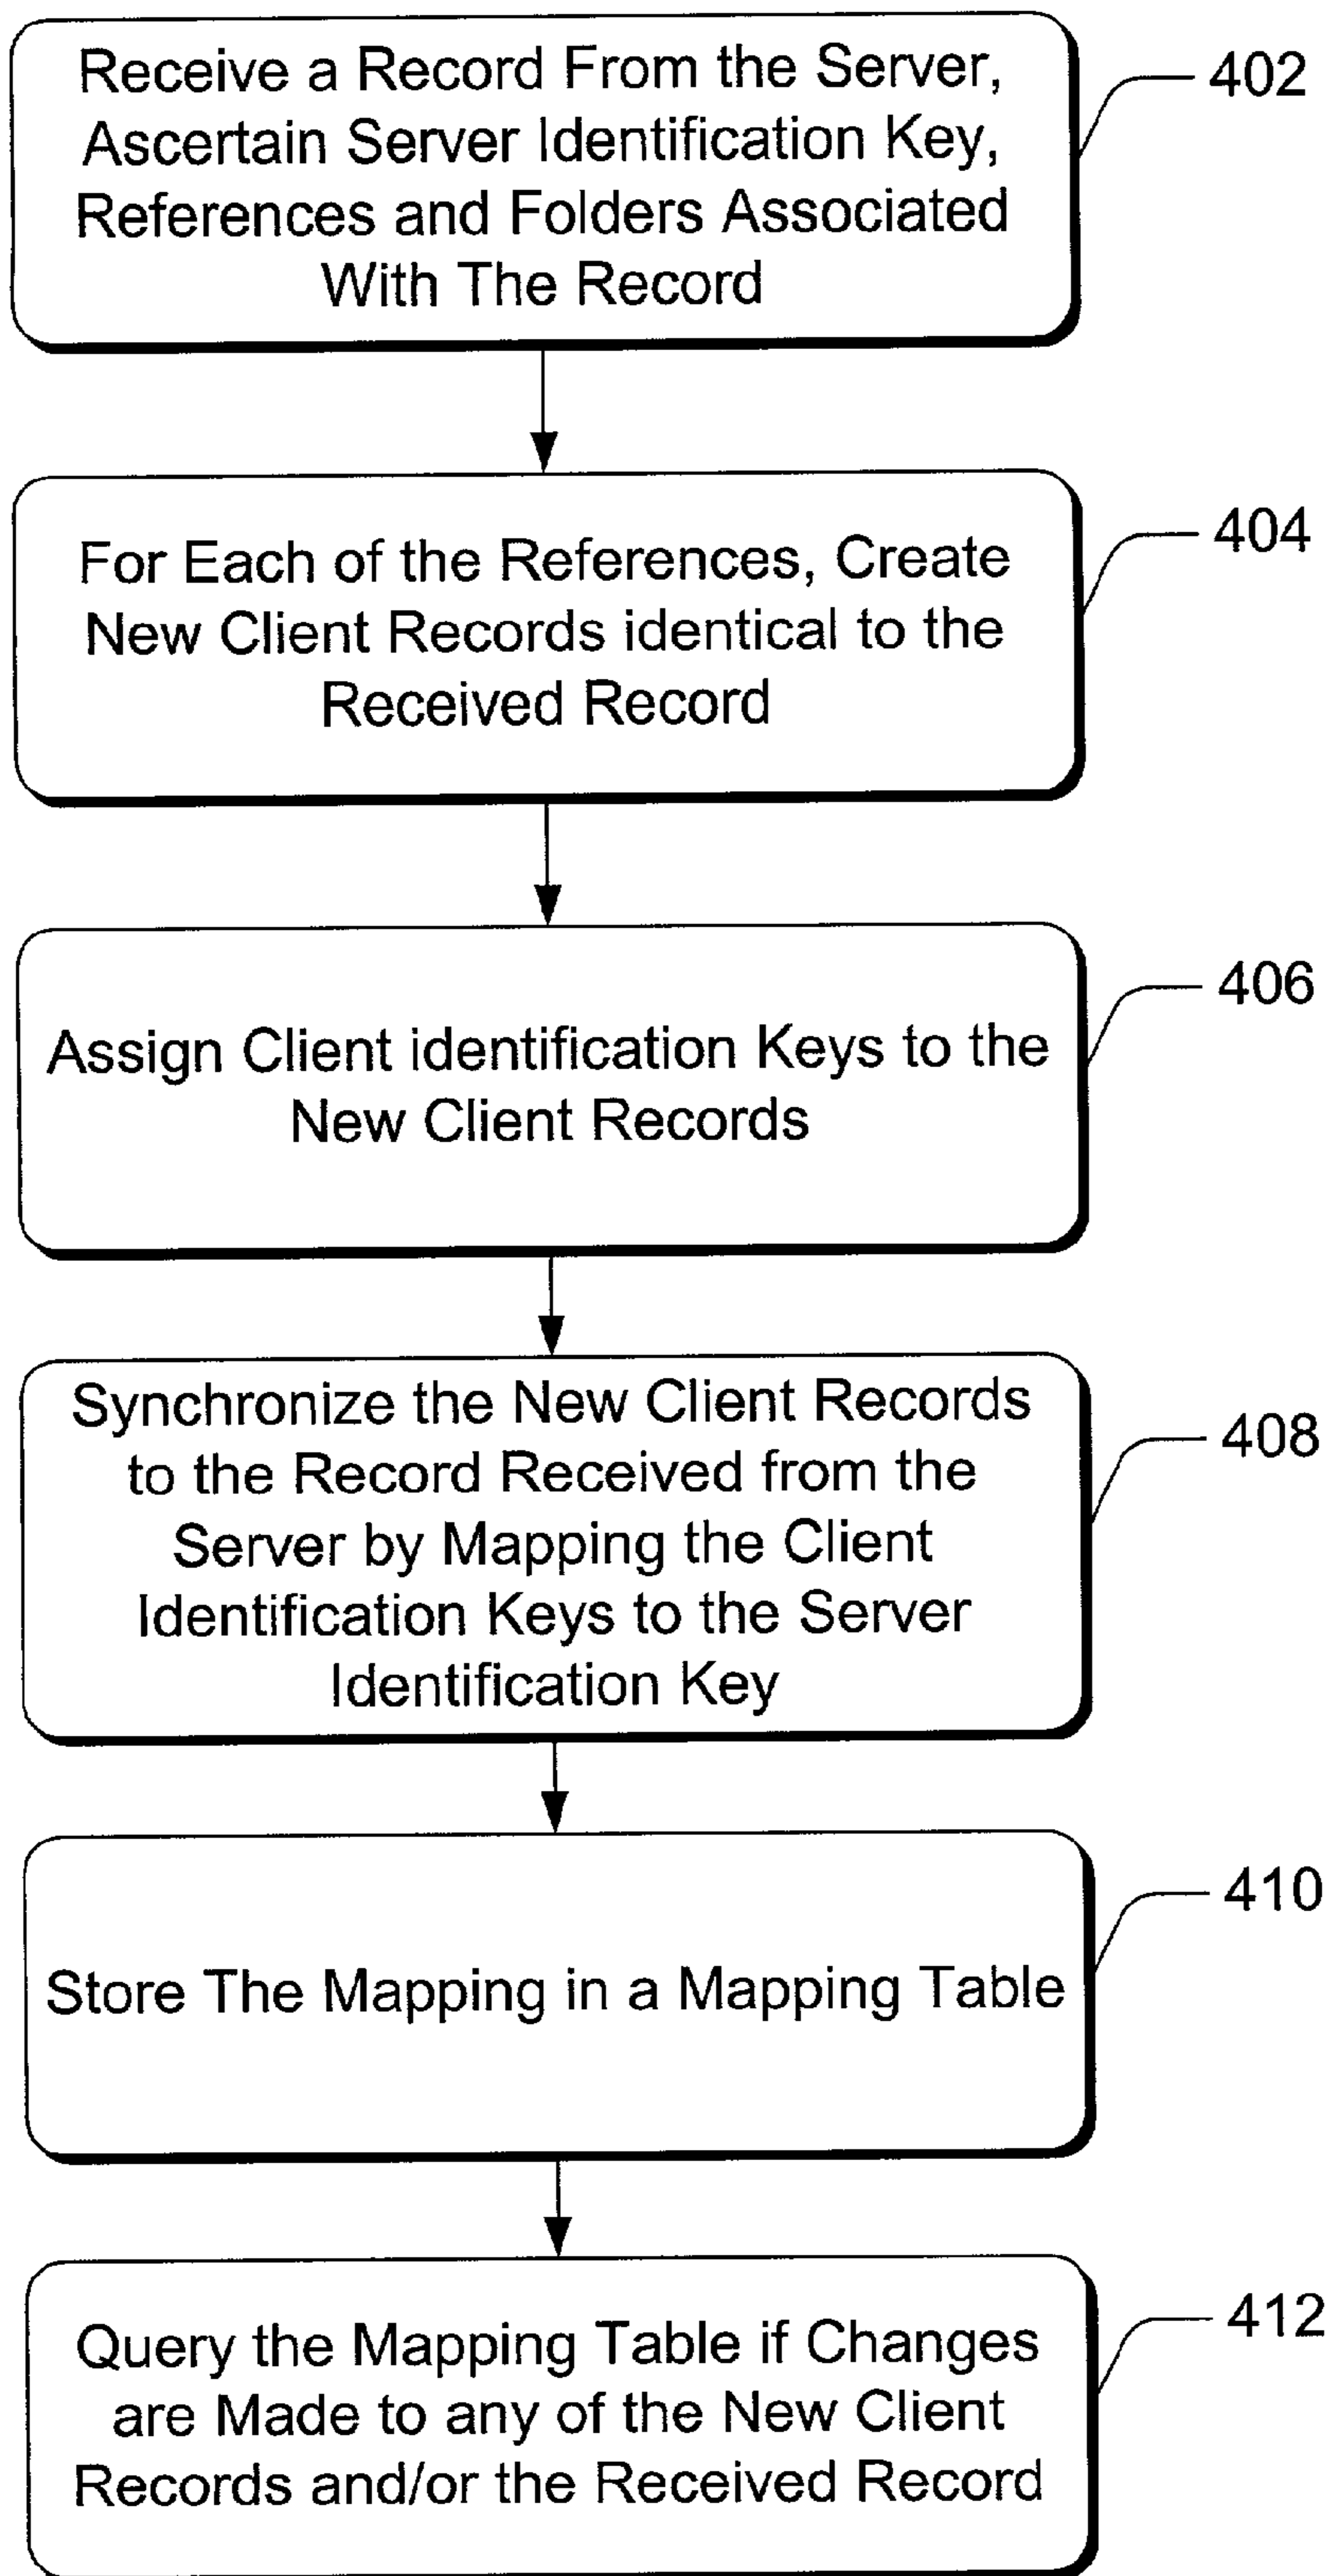 Receive a Record From the Server,
Ascertain Server Identification Key,
References and Folders Associated
With The Record
402
For Each of the References, Create
New Client Records identical to the
Received Record
404
Assign Client identification Keys to the
New Client Records
406
Synchronize the New Client Records
to the Record Received from the
Server by Mapping the Client
Identification Keys to the Server
Identification Key
408
Store The Mapping in a Mapping Table
410
Query the Mapping Table if Changes
are Made to any of the New Client
Records and/or the Received Record
412